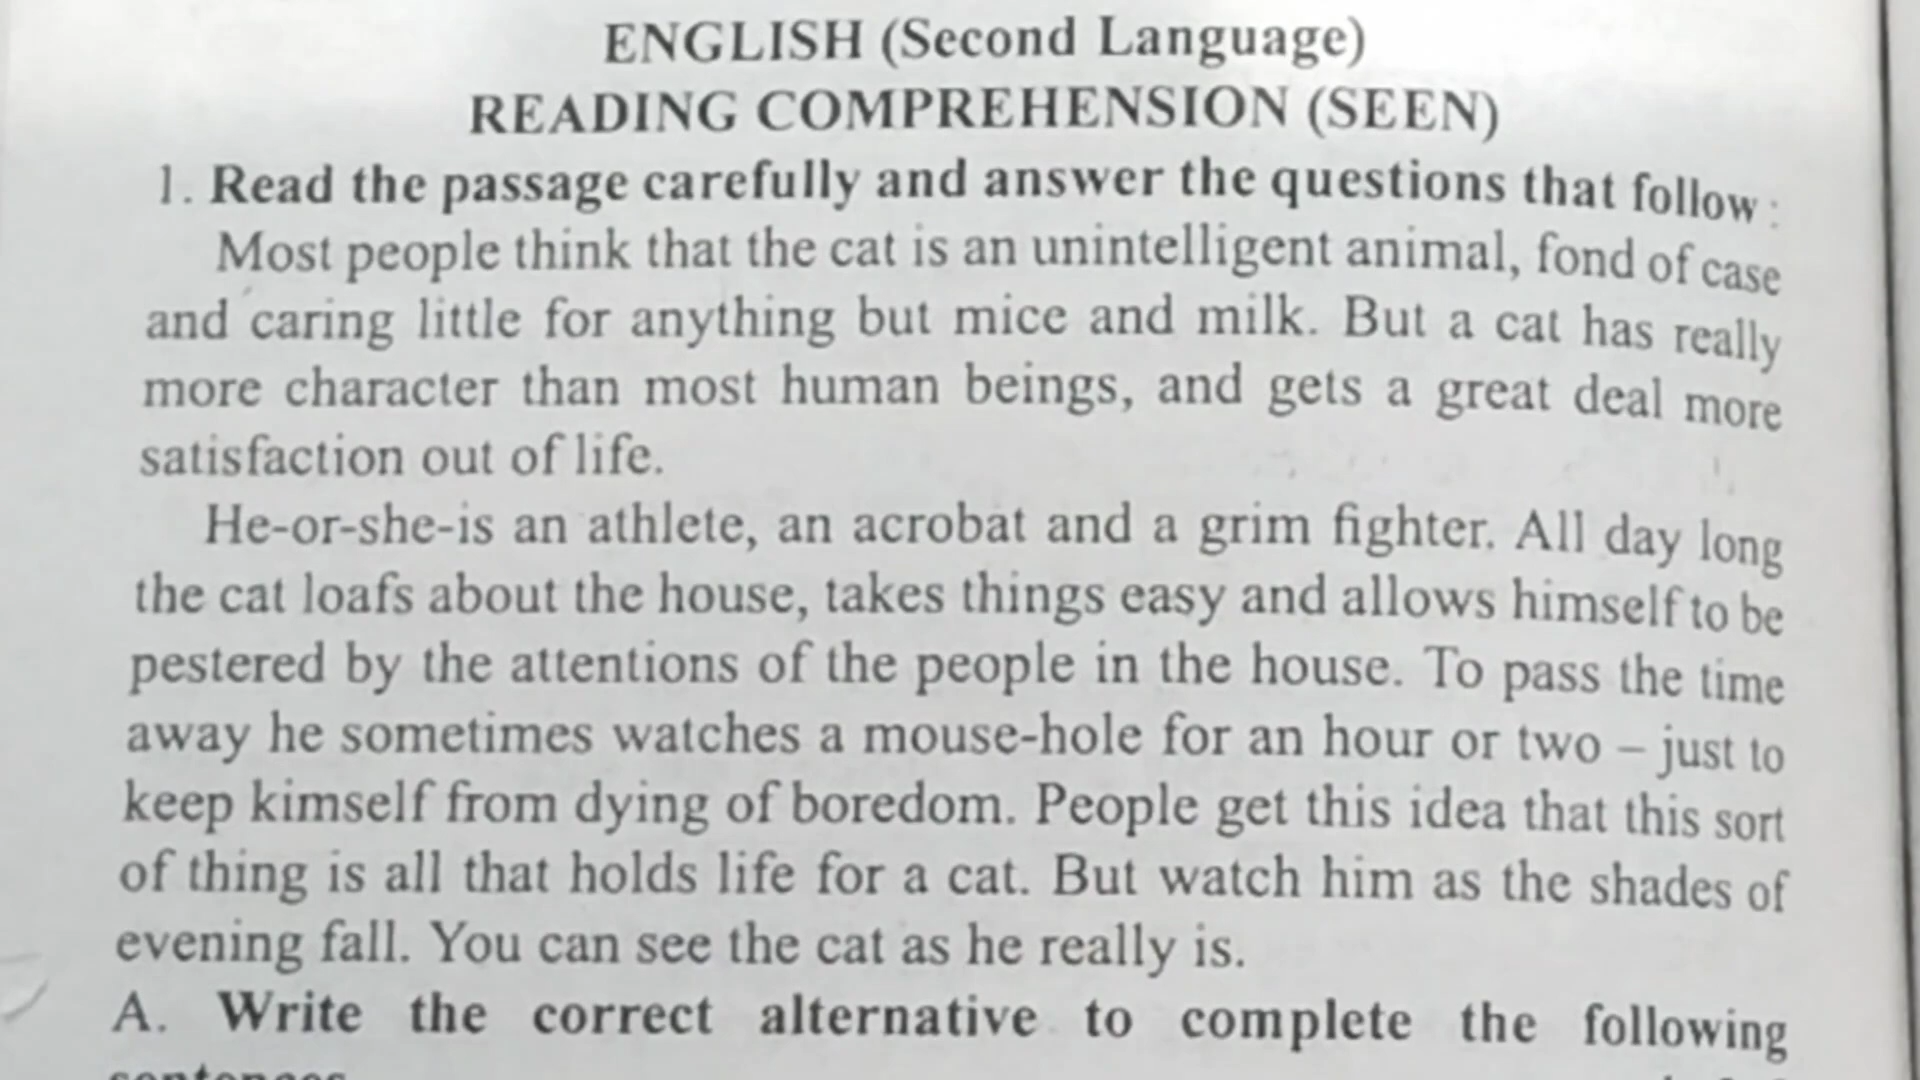 ENGLISH (Second Language)
READING COMPREHENSION (SEEN)
1. Read the passage carefully and answer the questions that follow :
Most people think that the cat is an unintelligent animal, fond of case
and caring little for anything but mice and milk. But a cat has really
more character than most human beings, and gets a great deal more
satisfaction out of life.
He-or-she-is an athlete, an acrobat and a grim fighter. All day long
the cat loafs about the house, takes things easy and allows himself to be
pestered by the attentions of the people in the house. To pass the time
away he sometimes watches a mouse-hole for an hour or two – just to
keep kimself from dying of boredom. People get this idea that this sort
of thing is all that holds life for a cat. But watch him as the shades of
evening fall. You can see the cat as he really is.
A. Write the correct alternative to complete the following